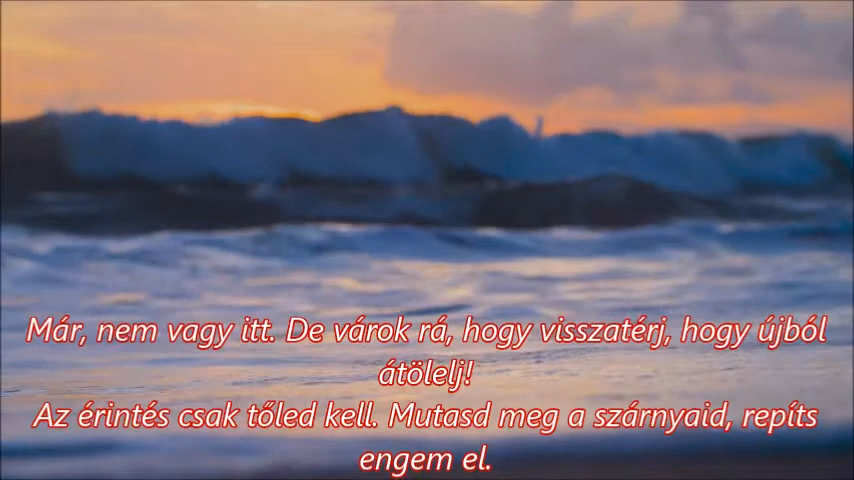 Már, nem vagy itt. De várok rá, hogy visszatérj, hogy újból
átölelj!
Az érintés csak tőled kell. Mutasd meg a szárnyaid, repíts
engem el.